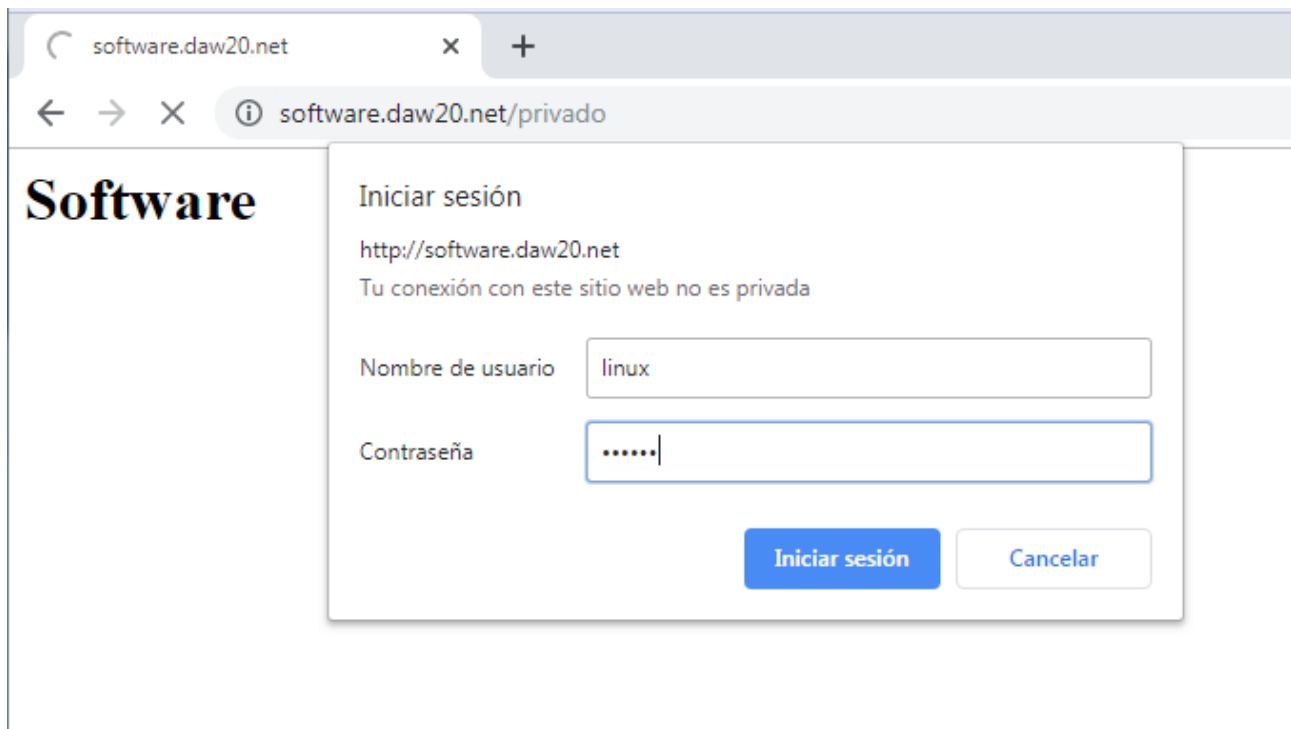 software.daw20.net
software.daw20.net/privado
Software
Iniciar sesión
http://software.daw20.net
Tu conexión con este sitio web no es privada
Nombre de usuario linux
Contraseña ••••••
Iniciar sesión Cancelar